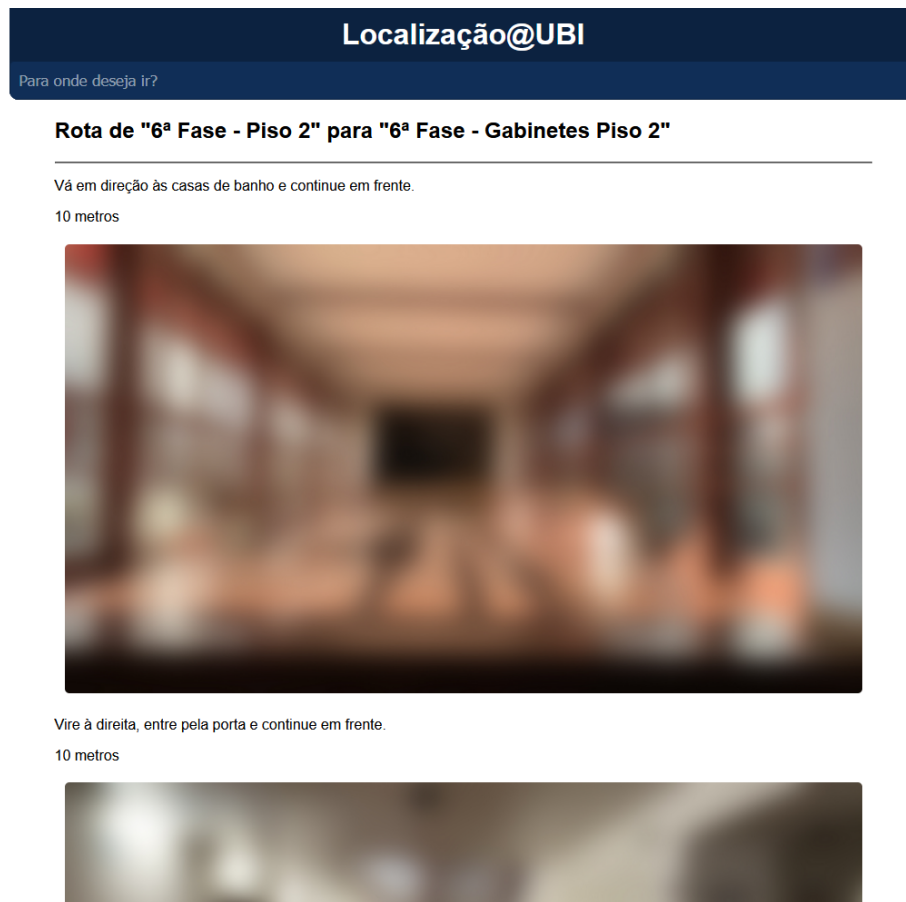 Localização@UBI
Para onde deseja ir?
Rota de "6ª Fase - Piso 2" para "6ª Fase - Gabinetes Piso 2"
Vá em direção às casas de banho e continue em frente.
10 metros
Vire à direita, entre pela porta e continue em frente.
10 metros